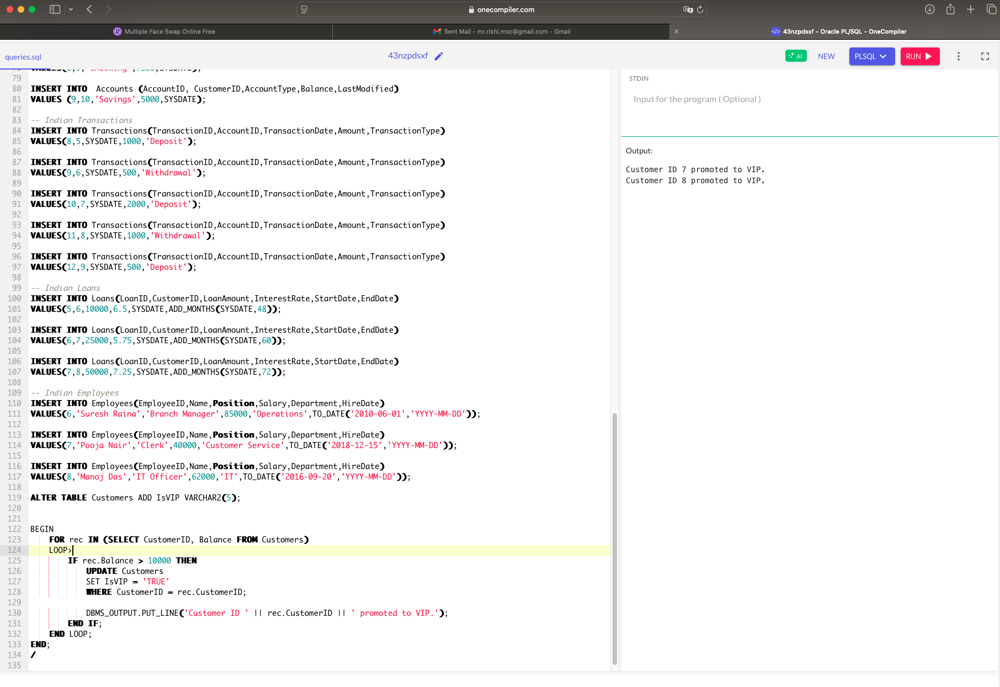 onecompiler.com
Multiple Face Swap Online Free
Sent Mail - mr.rishi.msc@gmail.com - Gmail
43nzpdsxf - Oracle PL/SQL - OneCompiler
queries.sql
43nzpdsxf
AI
NEW
PLSQL
RUN
79
80 INSERT INTO  Accounts (AccountID, CustomerID,AccountType,Balance,LastModified)
81 VALUES (9,10,'Savings',5000,SYSDATE);
82
83 -- Indian Transactions
84 INSERT INTO Transactions(TransactionID,AccountID,TransactionDate,Amount,TransactionType)
85 VALUES(8,5,SYSDATE,1000,'Deposit');
86
87 INSERT INTO Transactions(TransactionID,AccountID,TransactionDate,Amount,TransactionType)
88 VALUES(9,6,SYSDATE,500,'Withdrawal');
89
90 INSERT INTO Transactions(TransactionID,AccountID,TransactionDate,Amount,TransactionType)
91 VALUES(10,7,SYSDATE,2000,'Deposit');
92
93 INSERT INTO Transactions(TransactionID,AccountID,TransactionDate,Amount,TransactionType)
94 VALUES(11,8,SYSDATE,1000,'Withdrawal');
95
96 INSERT INTO Transactions(TransactionID,AccountID,TransactionDate,Amount,TransactionType)
97 VALUES(12,9,SYSDATE,500,'Deposit');
98
99 -- Indian Loans
100 INSERT INTO Loans(LoanID,CustomerID,LoanAmount,InterestRate,StartDate,EndDate)
101 VALUES(5,6,10000,6.5,SYSDATE,ADD_MONTHS(SYSDATE,48));
102
103 INSERT INTO Loans(LoanID,CustomerID,LoanAmount,InterestRate,StartDate,EndDate)
104 VALUES(6,7,25000,5.75,SYSDATE,ADD_MONTHS(SYSDATE,60));
105
106 INSERT INTO Loans(LoanID,CustomerID,LoanAmount,InterestRate,StartDate,EndDate)
107 VALUES(7,8,50000,7.25,SYSDATE,ADD_MONTHS(SYSDATE,72));
108
109 -- Indian Employees
110 INSERT INTO Employees(EmployeeID,Name,Position,Salary,Department,HireDate)
111 VALUES(6,'Suresh Raina','Branch Manager',85000,'Operations',TO_DATE('2010-06-01','YYYY-MM-DD'));
112
113 INSERT INTO Employees(EmployeeID,Name,Position,Salary,Department,HireDate)
114 VALUES(7,'Pooja Nair','Clerk',40000,'Customer Service',TO_DATE('2018-12-15','YYYY-MM-DD'));
115
116 INSERT INTO Employees(EmployeeID,Name,Position,Salary,Department,HireDate)
117 VALUES(8,'Manoj Das','IT Officer',62000,'IT',TO_DATE('2016-09-20','YYYY-MM-DD'));
118
119 ALTER TABLE Customers ADD IsVIP VARCHAR2(5);
120
121
122 BEGIN
123 FOR rec IN (SELECT CustomerID, Balance FROM Customers)
124 LOOP›
125 IF rec.Balance > 10000 THEN
126 UPDATE Customers
127 SET IsVIP = 'TRUE'
128 WHERE CustomerID = rec.CustomerID;
129
130 DBMS_OUTPUT.PUT_LINE('Customer ID ' || rec.CustomerID || ' promoted to VIP.');
131 END IF;
132 END LOOP;
133 END;
134 /
135
STDIN
Input for the program ( Optional )
Output:
Customer ID 7 promoted to VIP.
Customer ID 8 promoted to VIP.